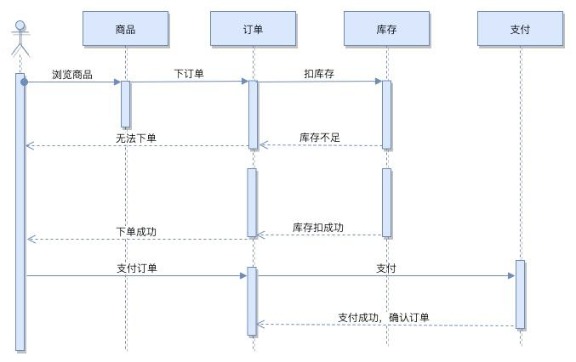 商品
订单
库存
支付
浏览商品
下订单
扣库存
无法下单
库存不足
下单成功
库存扣成功
支付订单
支付
支付成功，确认订单